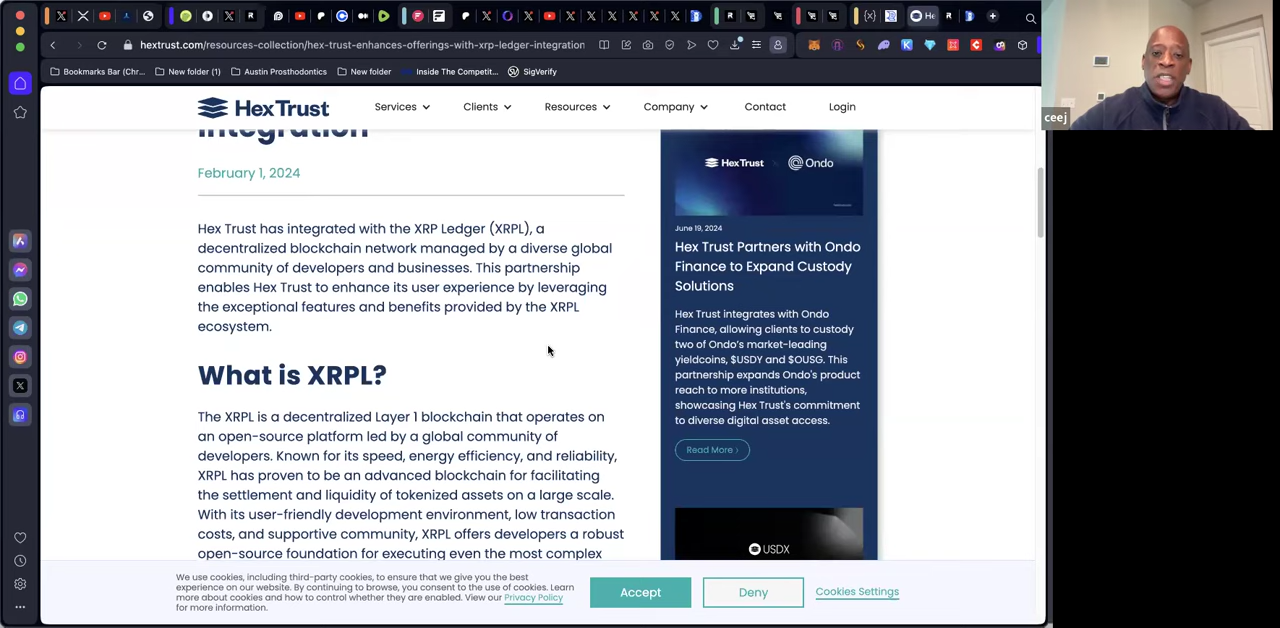 hextrust.com/resources-collection/hex-trust-enhances-offerings-with-xrp-ledger-integration
Bookmarks Bar (Chr...
New folder (1)
Austin Prosthodontics
New folder
Inside The Competit...
SigVerify
ceej
HexTrust
Services
Clients
Resources
Company
Contact
Login
Integration
February 1, 2024
Hex Trust has integrated with the XRP Ledger (XRPL), a
decentralized blockchain network managed by a diverse global
community of developers and businesses. This partnership
enables Hex Trust to enhance its user experience by leveraging
the exceptional features and benefits provided by the XRPL
ecosystem.
What is XRPL?
The XRPL is a decentralized Layer 1 blockchain that operates on
an open-source platform led by a global community of
developers. Known for its speed, energy efficiency, and reliability,
XRPL has proven to be an advanced blockchain for facilitating
the settlement and liquidity of tokenized assets on a large scale.
With its user-friendly development environment, low transaction
costs, and supportive community, XRPL offers developers a robust
open-source foundation for executing even the most complex
HexTrust
Ondo
June 19, 2024
Hex Trust Partners with Ondo
Finance to Expand Custody
Solutions
Hex Trust integrates with Ondo
Finance, allowing clients to custody
two of Ondo's market-leading
yieldcoins, $USDY and $OUSG. This
partnership expands Ondo's product
reach to more institutions,
showcasing Hex Trust's commitment
to diverse digital asset access.
Read More ›
USDX
We use cookies, including third-party cookies, to ensure that we give you the best
experience on our website. By continuing to browse, you consent to the use of cookies. Learn
more about cookies and how to control whether they are enabled. View our Privacy Policy
for more information.
Accept
Deny
Cookies Settings